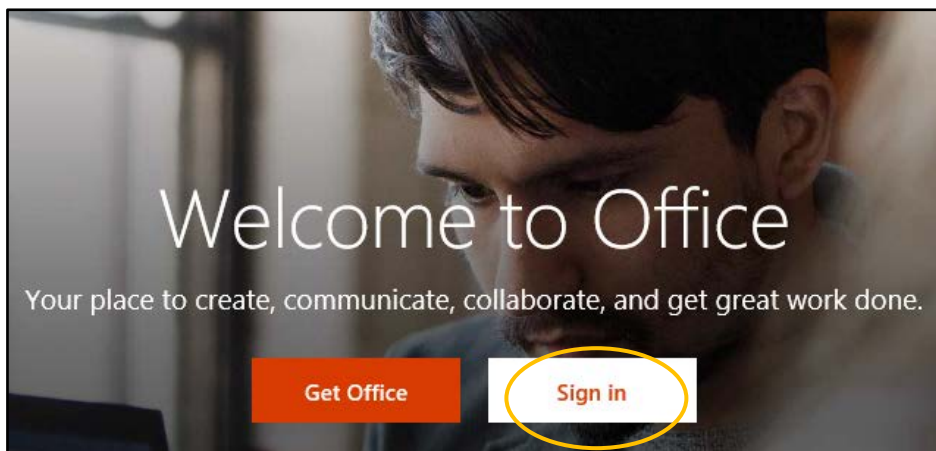 Welcome to Office
Your place to create, communicate, collaborate, and get great work done.
Get Office
Sign in